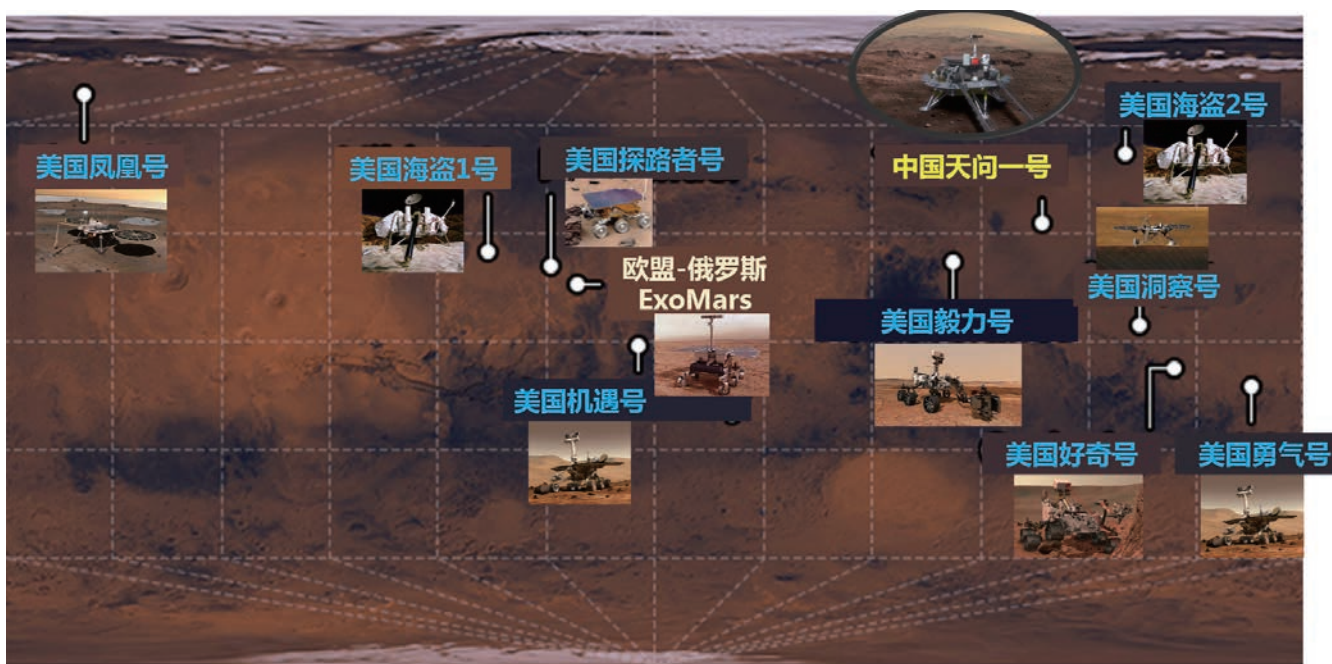 美国海盗2号
美国凤凰号
美国海盗1号
美国探路者号
中国天问一号
欧盟-俄罗斯
ExoMars
美国洞察号
美国毅力号
美国机遇号
美国好奇号
美国勇气号